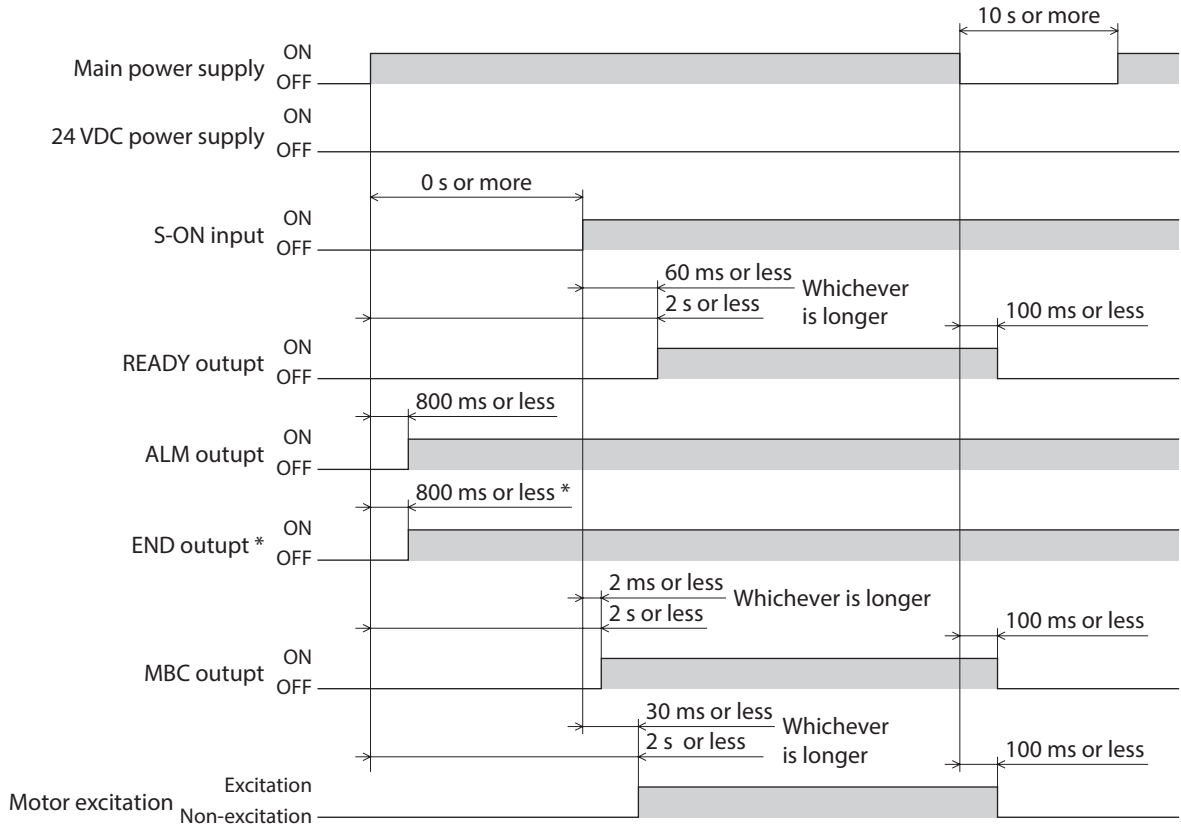 10 s or more
Main power supply
ON
OFF
24 VDC power supply
ON
OFF
0 s or more
S-ON input
ON
OFF
60 ms or less
2 s or less
Whichever
is longer
100 ms or less
READY outupt
ON
OFF
800 ms or less
ALM outupt
ON
OFF
800 ms or less *
END outupt *
ON
OFF
2 ms or less
2 s or less
Whichever is longer
100 ms or less
MBC outupt
ON
OFF
30 ms or less
2 s or less
Whichever
is longer
100 ms or less
Motor excitation
Excitation
Non-excitation